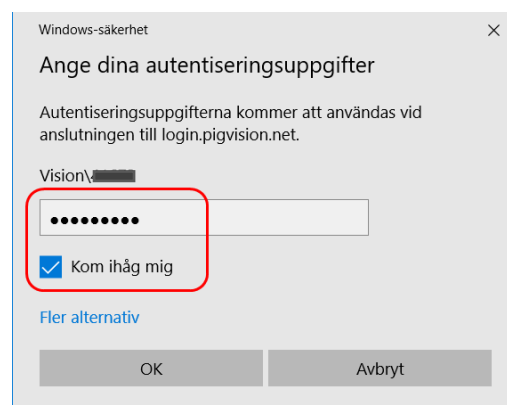 Windows-säkerhet
Ange dina autentiseringsuppgifter
Autentiseringsuppgifterna kommer att användas vid
anslutningen till login.pigvision.net.
Vision\
●●●●●●●●●
Kom ihåg mig
Fler alternativ
OK
Avbryt